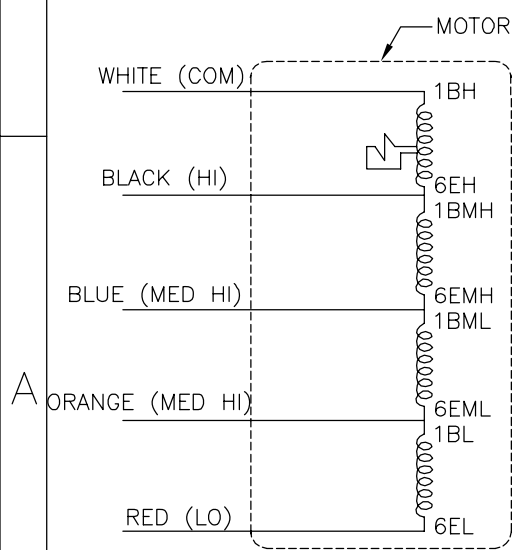 MOTOR
WHITE (COM)
1BH
BLACK (HI)
6EH
1BMH
BLUE (MED HI)
6EMH
1BML
A
ORANGE (MED HI)
6EML
1BL
RED (LO)
6EL